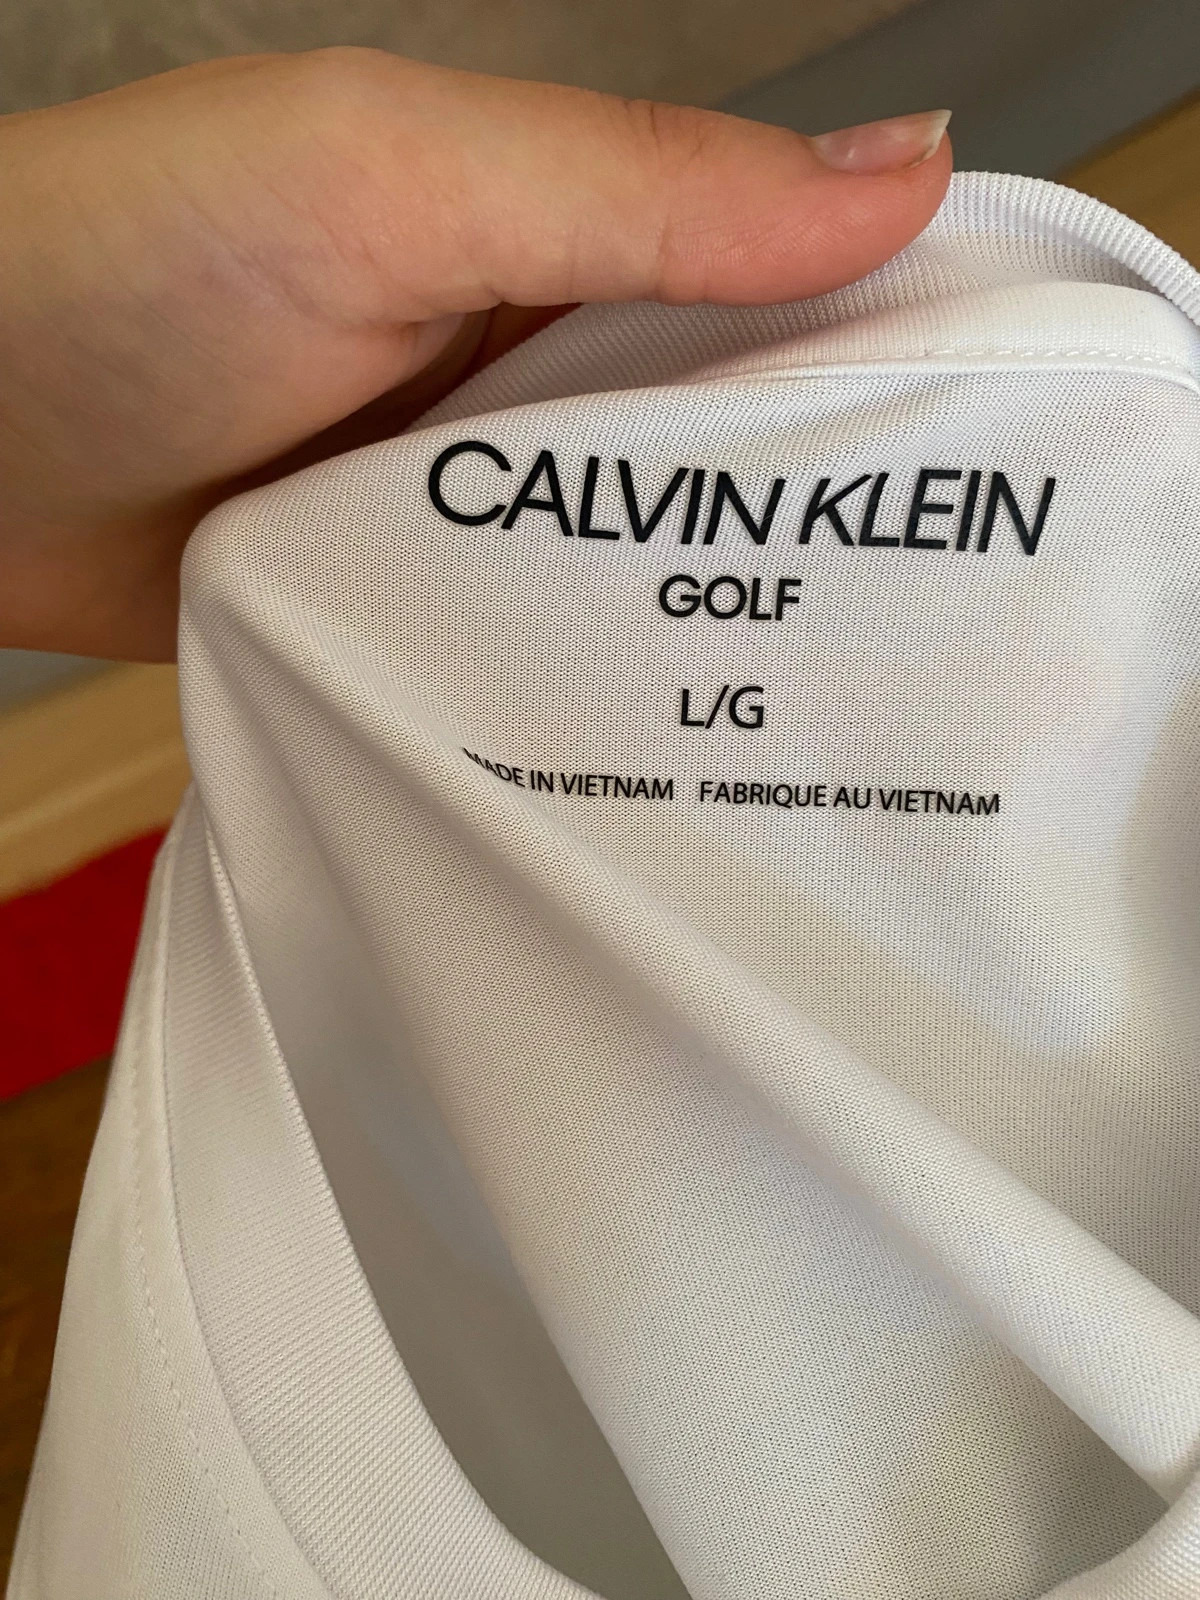 CALVIN KLEIN
GOLF
L/G
MADE IN VIETNAM FABRIQUE AU VIETNAM